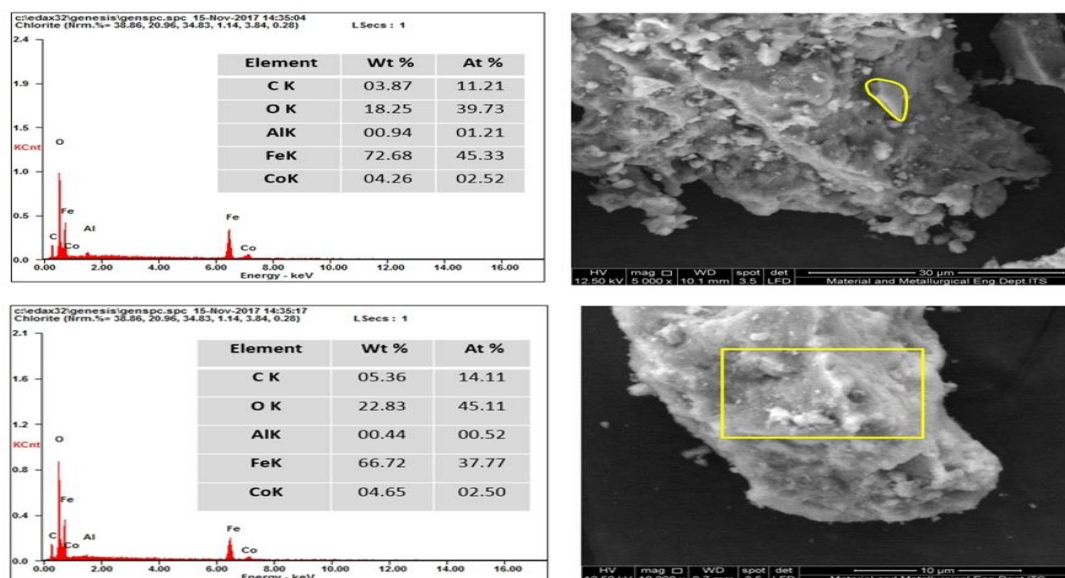 c:\edax32\genesis\genspc.spc 15-Nov-2017 14:35:04
Chlorite (Nrm.%= 38.86, 20.96, 34.83, 1.14, 3.84, 0.28) LSecs : 1
2.4
1.9
1.5
KCnt
1.0
0.5
0.0
O
Fe
C
Co
Al
Fe
Co
0.00 2.00 4.00 6.00 8.00 10.00 12.00 14.00 16.00
Energy - keV
Element Wt % At %
C K 03.87 11.21
O K 18.25 39.73
AlK 00.94 01.21
FeK 72.68 45.33
CoK 04.26 02.52
HV mag WD spot det 30 µm
12.50 kV 5 000 x 10.1 mm 3.5 LFD Material and Metallurgical Eng.Dept.ITS
c:\edax32\genesis\genspc.spc 15-Nov-2017 14:35:17
Chlorite (Nrm.%= 38.86, 20.96, 34.83, 1.14, 3.84, 0.28) LSecs : 1
2.1
1.6
1.2
KCnt
0.8
0.4
0.0
O
Fe
C
Co
Al
Fe
Co
0.00 2.00 4.00 6.00 8.00 10.00 12.00 14.00 16.00
Energy - keV
Element Wt % At %
C K 05.36 14.11
O K 22.83 45.11
AlK 00.44 00.52
FeK 66.72 37.77
CoK 04.65 02.50
HV mag WD spot det 10 µm